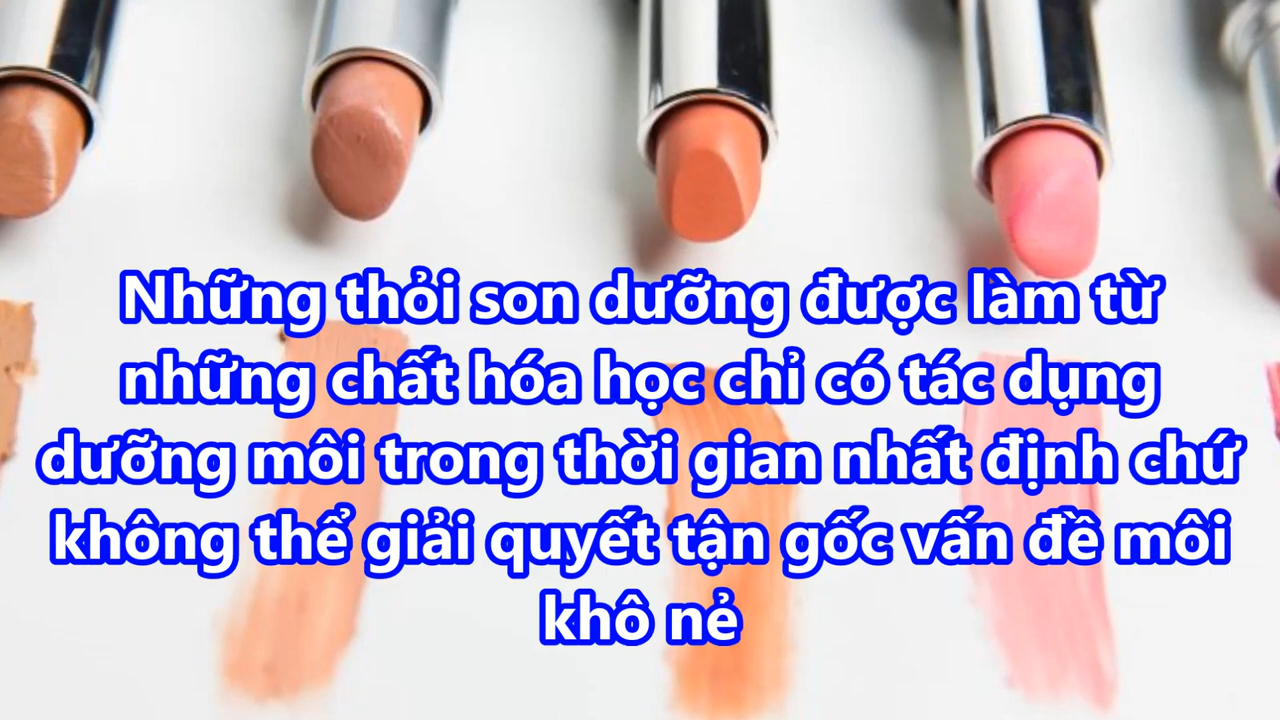 Những thỏi son dưỡng được làm từ
những chất hóa học chỉ có tác dụng
dưỡng môi trong thời gian nhất định chứ
không thể giải quyết tận gốc vấn đề môi
khô nẻ